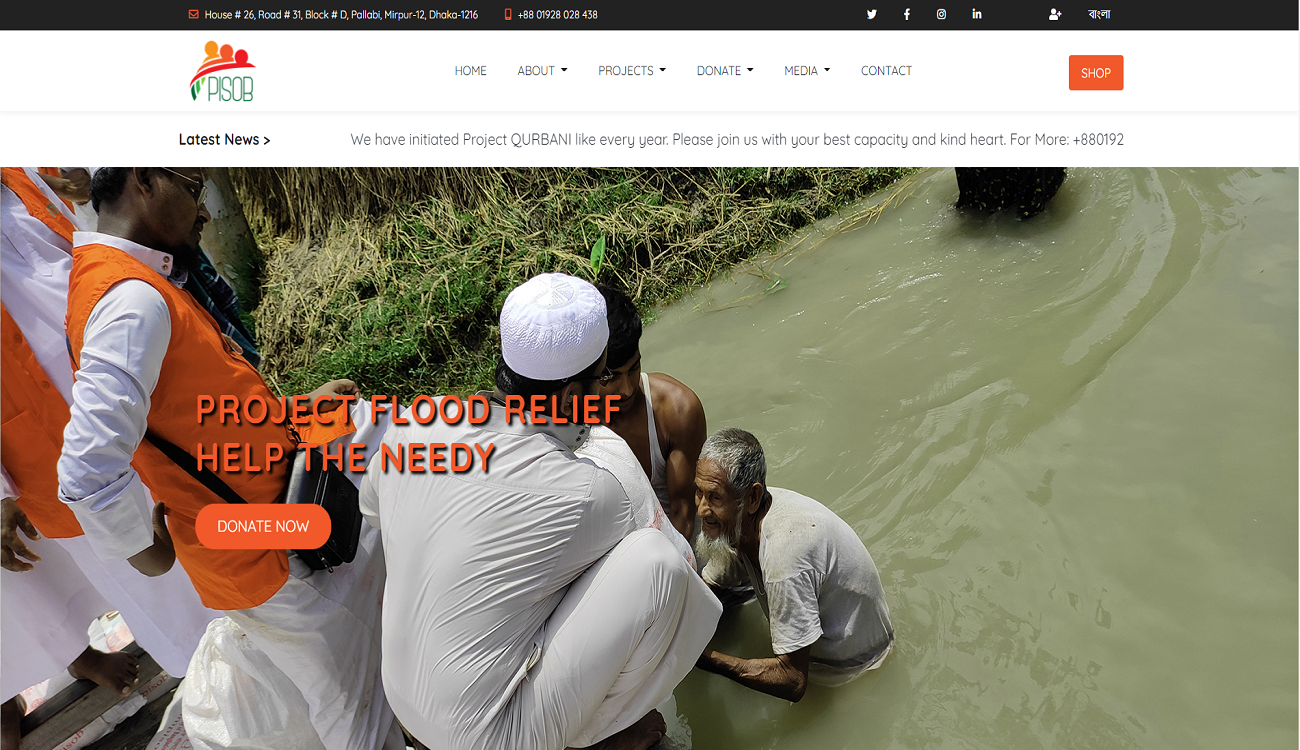 House # 26, Road # 31, Block # D, Pallabi, Mirpur-12, Dhaka-1216 +88 01928 028 438 বাংলা
PISOB
HOME ABOUT PROJECTS DONATE MEDIA CONTACT SHOP
Latest News > We have initiated Project QURBANI like every year. Please join us with your best capacity and kind heart. For More: +880192
PROJECT FLOOD RELIEF
HELP THE NEEDY
DONATE NOW